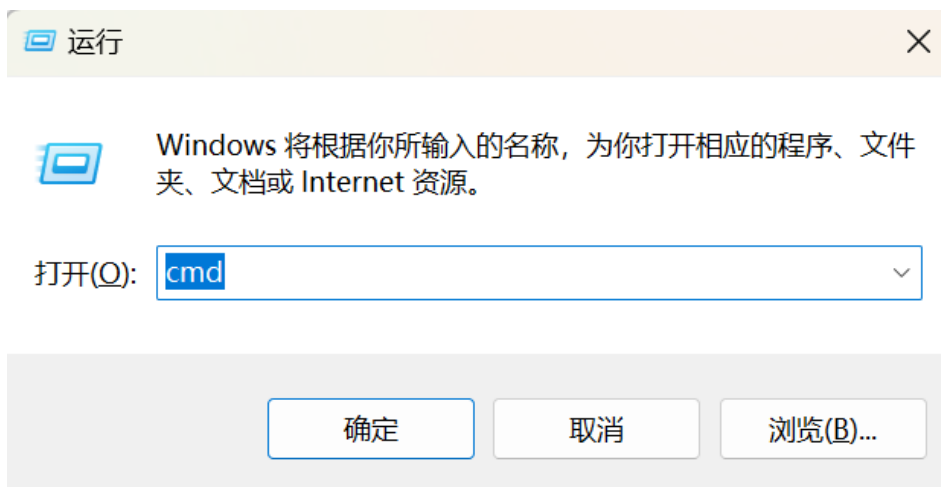 运行
Windows 将根据你所输入的名称，为你打开相应的程序、文件
夹、文档或 Internet 资源。
打开(O): cmd
确定 取消 浏览(B)...